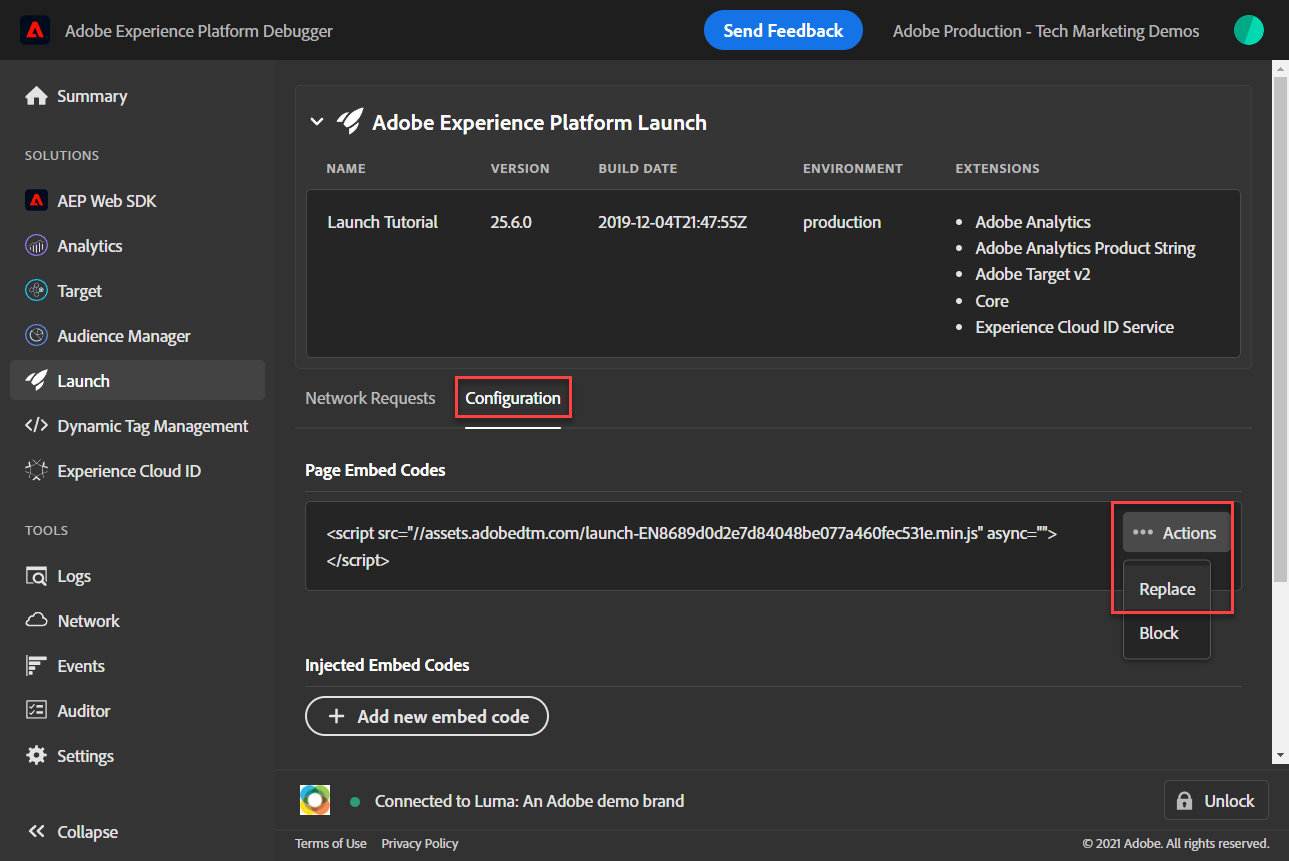 Adobe Experience Platform Debugger
Send Feedback
Adobe Production - Tech Marketing Demos
Summary
SOLUTIONS
AEP Web SDK
Analytics
Target
Audience Manager
Launch
Dynamic Tag Management
Experience Cloud ID
TOOLS
Logs
Network
Events
Auditor
Settings
Collapse
Adobe Experience Platform Launch
NAME VERSION BUILD DATE ENVIRONMENT EXTENSIONS
Launch Tutorial 25.6.0 2019-12-04T21:47:55Z production • Adobe Analytics
• Adobe Analytics Product String
• Adobe Target v2
• Core
• Experience Cloud ID Service
Network Requests Configuration
Page Embed Codes
<script src="//assets.adobedtm.com/launch-EN8689d0d2e7d84048be077a460fec531e.min.js" async="">
</script>
••• Actions
Replace
Block
Injected Embed Codes
+ Add new embed code
Connected to Luma: An Adobe demo brand
Unlock
Terms of Use Privacy Policy
© 2021 Adobe. All rights reserved.